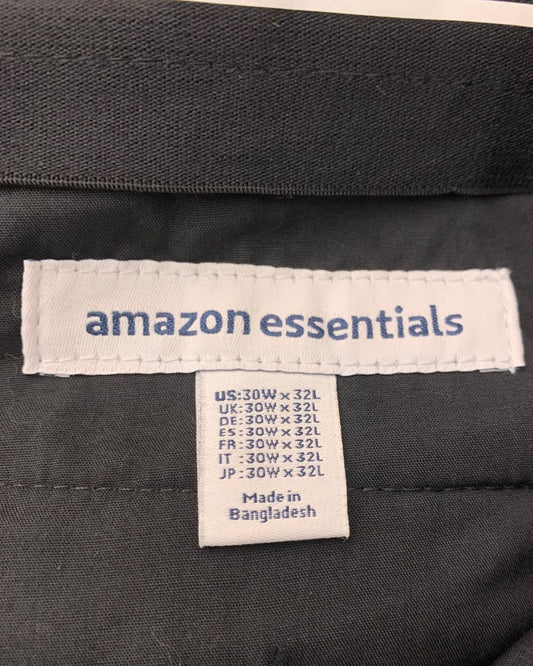 amazon essentials
US:30W x 32L
UK:30W x 32L
DE:30W x 32L
ES:30W x 32L
FR:30W x 32L
IT :30W x 32L
JP:30W x 32L
Made in
Bangladesh